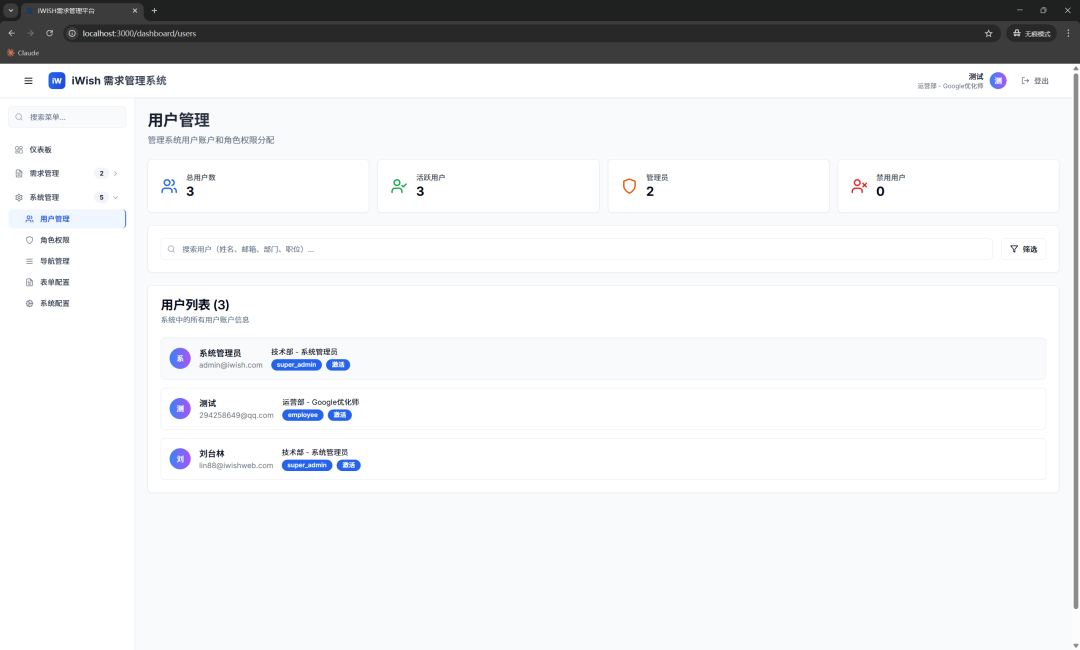 iWISH需求管理平台
localhost:3000/dashboard/users
无痕模式
Claude
iW
iWish 需求管理系统
测试
运营部 - Google优化师
测
登出
搜索菜单...
仪表板
需求管理
2
系统管理
5
用户管理
角色权限
导航管理
表单配置
系统配置
用户管理
管理系统用户账户和角色权限分配
总用户数
3
活跃用户
3
管理员
2
禁用用户
0
搜索用户（姓名、邮箱、部门、职位）...
筛选
用户列表 (3)
系统中的所有用户账户信息
系
系统管理员
admin@iwish.com
技术部 - 系统管理员
super_admin
激活
测
测试
294258649@qq.com
运营部 - Google优化师
employee
激活
刘
刘台林
lin88@iwishweb.com
技术部 - 系统管理员
super_admin
激活